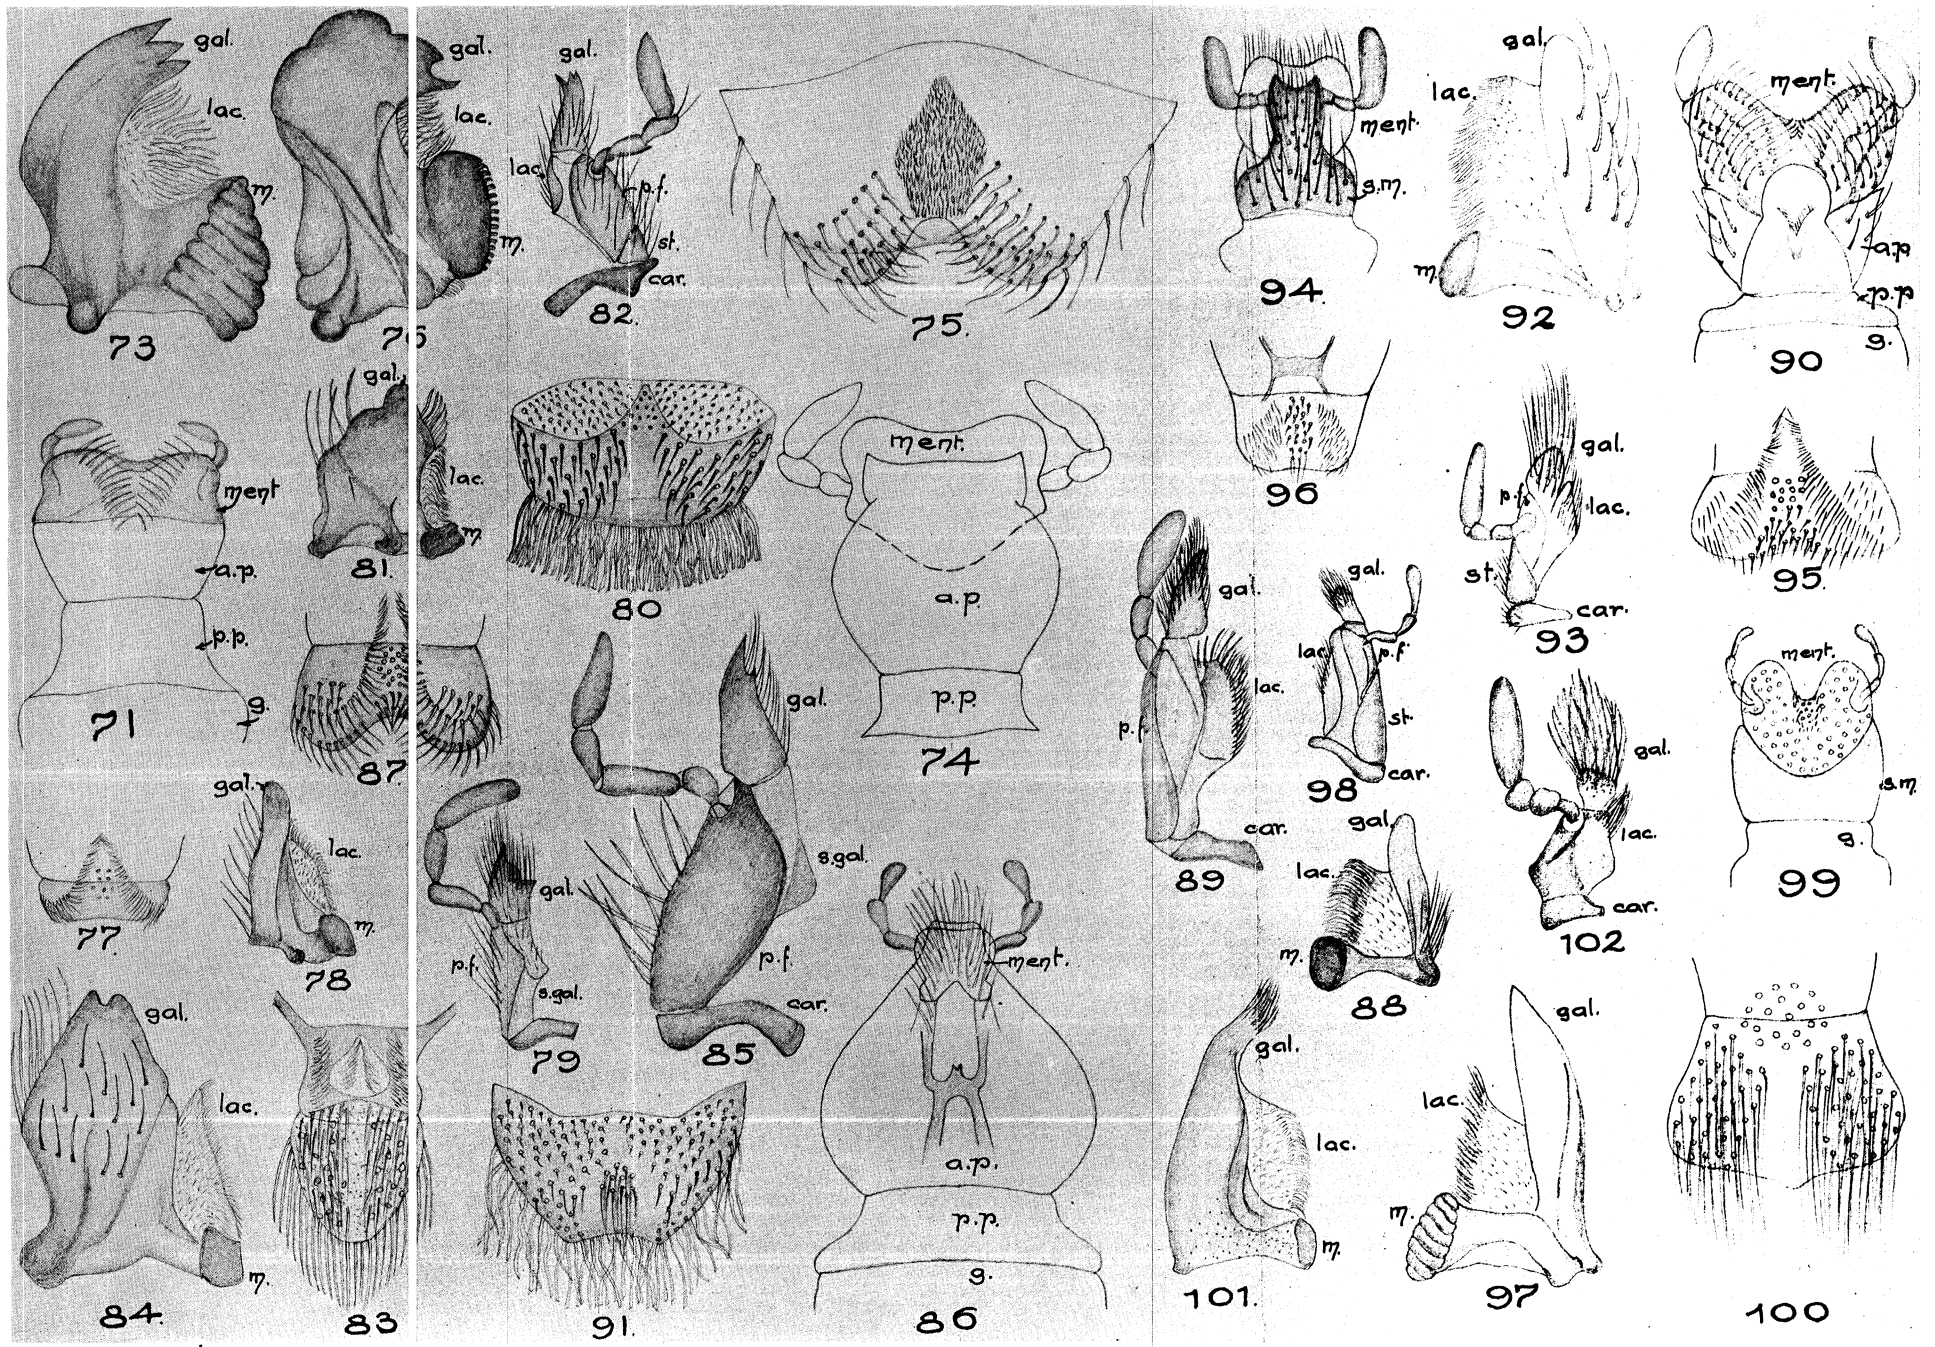 gal.
lac.
m.
73
gal.
lac.
m.
76
gal.
lac.
p.f.
st.
car.
82.
75.
ment.
s.m.
94.
gal.
lac.
m.
92
ment.
a.p.
p.p.
g.
90
ment
a.p.
p.p.
g.
71
gal.
lac.
m.
81.
80
ment.
a.p.
p.p.
74
96
gal.
p.f.
lac.
st.
car.
93
95.
87
gal.
lac.
p.f.
car.
89
gal.
lac.
p.f.
st.
car.
98
ment.
s.m.
g.
99
77
gal.
lac.
m.
78
gal.
p.f.
s.gal.
79
gal.
s.gal.
p.f.
car.
85
gal.
lac.
m.
88
gal.
lac.
car.
102
gal.
lac.
m.
84.
83
91.
ment.
a.p.
p.p.
g.
86
gal.
lac.
m.
101.
gal.
lac.
m.
97
100